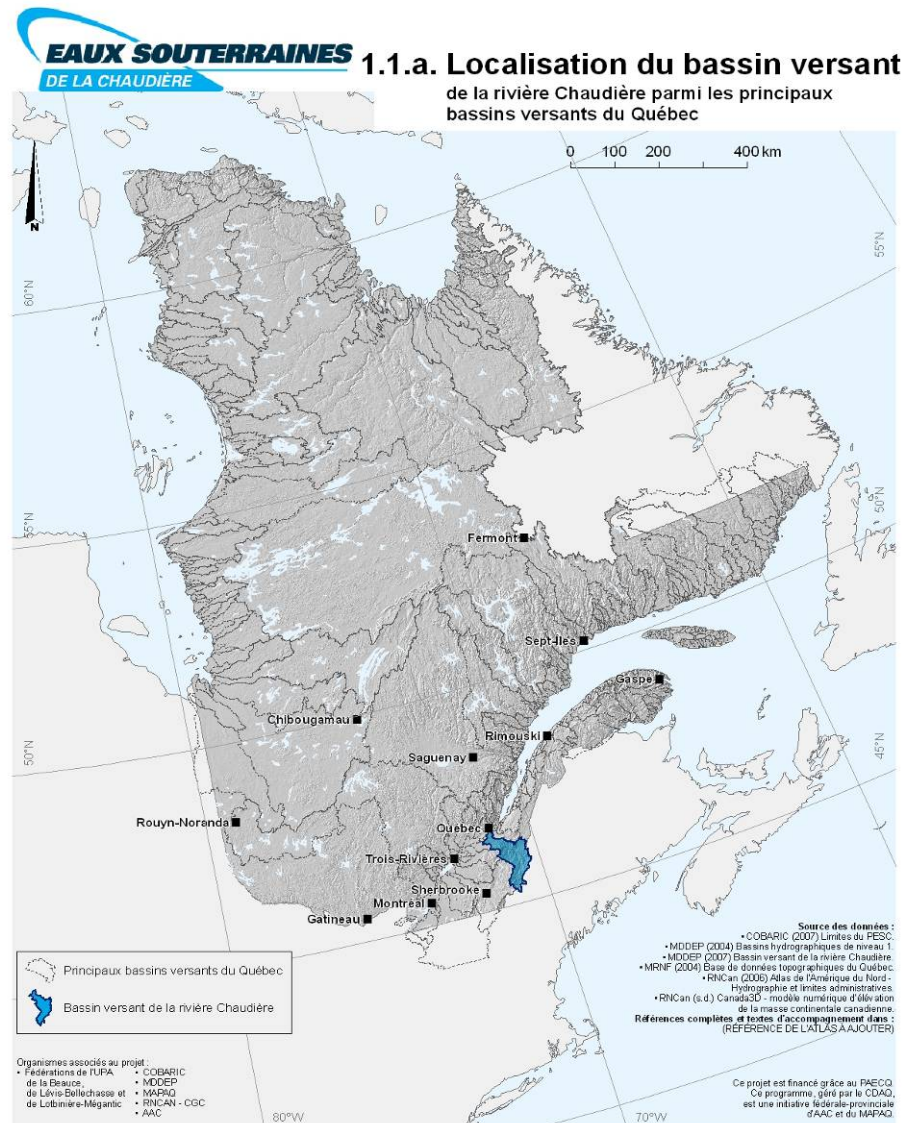 EAUX SOUTERRAINES
DE LA CHAUDIÈRE
1.1.a. Localisation du bassin versant
de la rivière Chaudière parmi les principaux
bassins versants du Québec
0 100 200 400 km
N
55°N
60°N
50°N
55°N
Fermont
Sept-Iles
Gaspé
Chibougamau
Rimouski
50°N
45°N
Saguenay
Rouyn-Noranda
Québec
Trois-Rivières
Sherbrooke
Montréal
Gatineau
Principaux bassins versants du Québec
Bassin versant de la rivière Chaudière
Source des données :
• COBARIC (2007) Limites du PESC.
• MDDEP (2004) Bassins hydrographiques de niveau 1.
• MDDEP (2007) Bassin versant de la rivière Chaudière.
• MRNF (2004) Base de données topographiques du Québec.
• RNCan (2006) Atlas de l'Amérique du Nord -
Hydrographie et limites administratives.
• RNCan (s.d.) Canada3D - modèle numérique d'élévation
de la masse continentale canadienne.
Références complètes et textes d'accompagnement dans :
(RÉFÉRENCE DE L'ATLAS À AJOUTER)
Organismes associés au projet :
• Fédérations de l'UPA
de la Beauce,
de Lévis-Bellechasse et
de Lotbinière-Mégantic
• COBARIC
• MDDEP
• MAPAQ
• RNCAN - CGC
• AAC
80°W
70°W
Ce projet est financé grâce au PAECQ.
Ce programme, géré par le CDAQ,
est une initiative fédérale-provinciale
d'AAC et du MAPAQ.